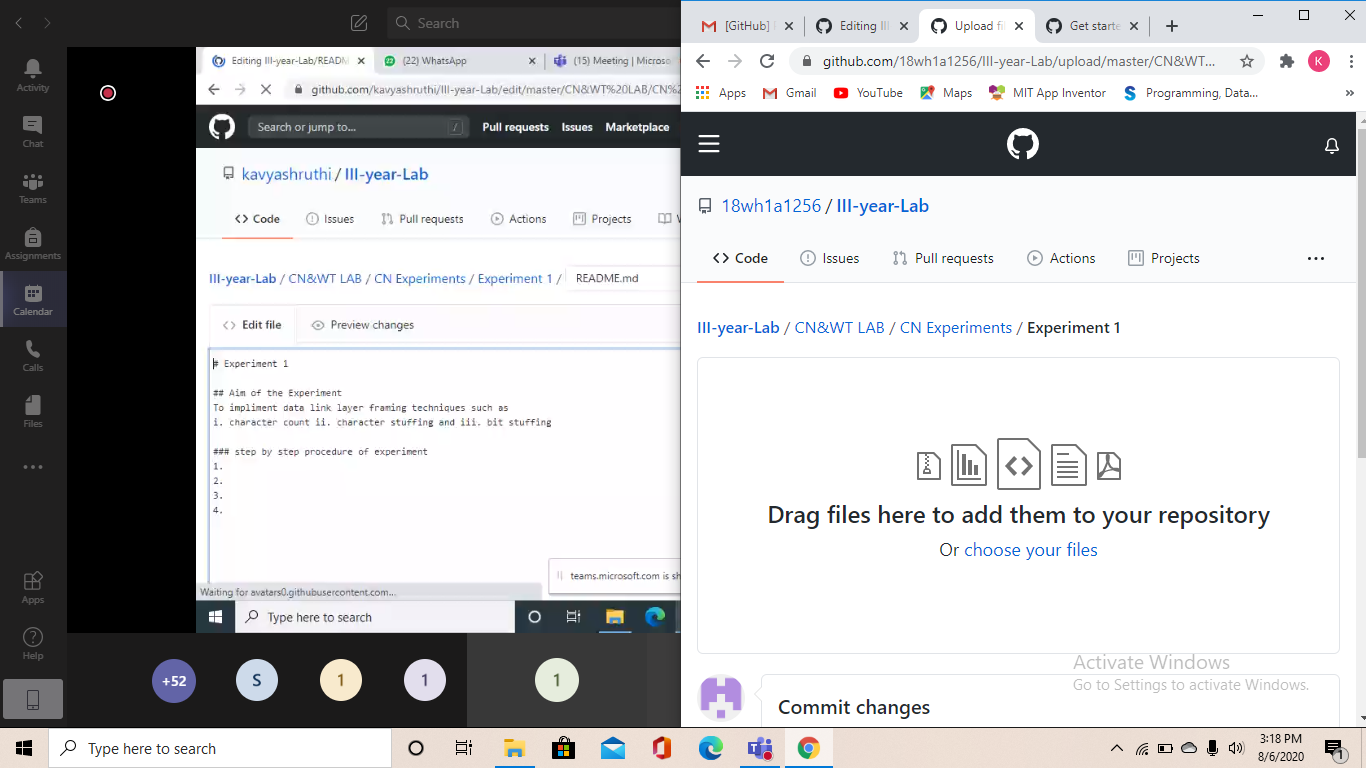 Search
Activity
Chat
Teams
Assignments
Calendar
Calls
Files
Apps
Help
Editing III-year-Lab/READM
(22) WhatsApp
(15) Meeting | Microso
github.com/kavyashruthi/III-year-Lab/edit/master/CN&WT%20LAB/CN%2
Search or jump to...
/
Pull requests
Issues
Marketplace
kavyashruthi / III-year-Lab
Code
Issues
Pull requests
Actions
Projects
III-year-Lab / CN&WT LAB / CN Experiments / Experiment 1 / README.md
Edit file
Preview changes
# Experiment 1
## Aim of the Experiment
To impliment data link layer framing techniques such as
i. character count ii. character stuffing and iii. bit stuffing
### step by step procedure of experiment
1.
2.
3.
4.
teams.microsoft.com is sh
Waiting for avatars0.githubusercontent.com...
Type here to search
+52
S
1
1
1
[GitHub]
Editing III
Upload fi
Get starte
github.com/18wh1a1256/III-year-Lab/upload/master/CN&WT...
K
Apps
Gmail
YouTube
Maps
MIT App Inventor
Programming, Data...
»
18wh1a1256 / III-year-Lab
Code
Issues
Pull requests
Actions
Projects
III-year-Lab / CN&WT LAB / CN Experiments / Experiment 1
Drag files here to add them to your repository
Or choose your files
Activate Windows
Go to Settings to activate Windows.
Commit changes
Type here to search
3:18 PM
8/6/2020
1